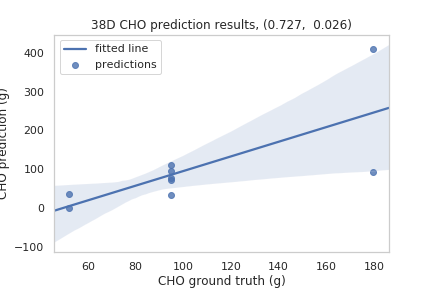 38D CHO prediction results, (0.727, 0.026)
fitted line
predictions
400
300
200
100
0
−100
CHO prediction (g)
60
80
100
120
140
160
180
CHO ground truth (g)